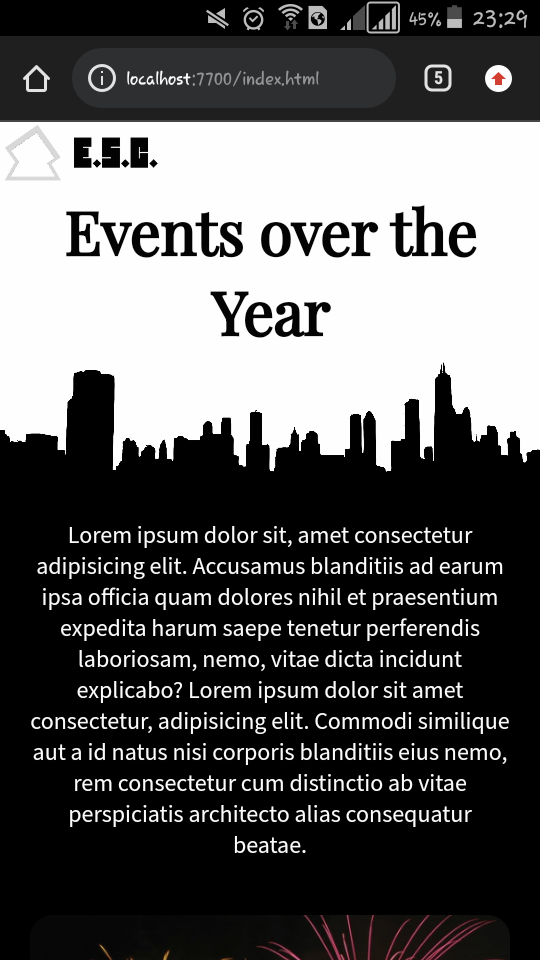 45% 23:29
localhost:7700/index.html
5
E.S.C.
Events over the
Year
Lorem ipsum dolor sit, amet consectetur
adipisicing elit. Accusamus blanditiis ad earum
ipsa officia quam dolores nihil et praesentium
expedita harum saepe tenetur perferendis
laboriosam, nemo, vitae dicta incidunt
explicabo? Lorem ipsum dolor sit amet
consectetur, adipisicing elit. Commodi similique
aut a id natus nisi corporis blanditiis eius nemo,
rem consectetur cum distinctio ab vitae
perspiciatis architecto alias consequatur
beatae.